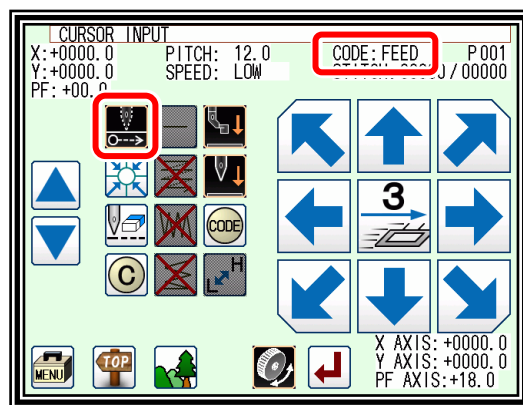 CURSOR INPUT
X:+0000.0 PITCH: 12.0 CODE:FEED P001
Y:+0000.0 SPEED: LOW /00000
PF:+00.0
3
CODE
C
H
L
X AXIS:+0000.0
Y AXIS:+0000.0
PF AXIS:+18.0
MENU
TOP